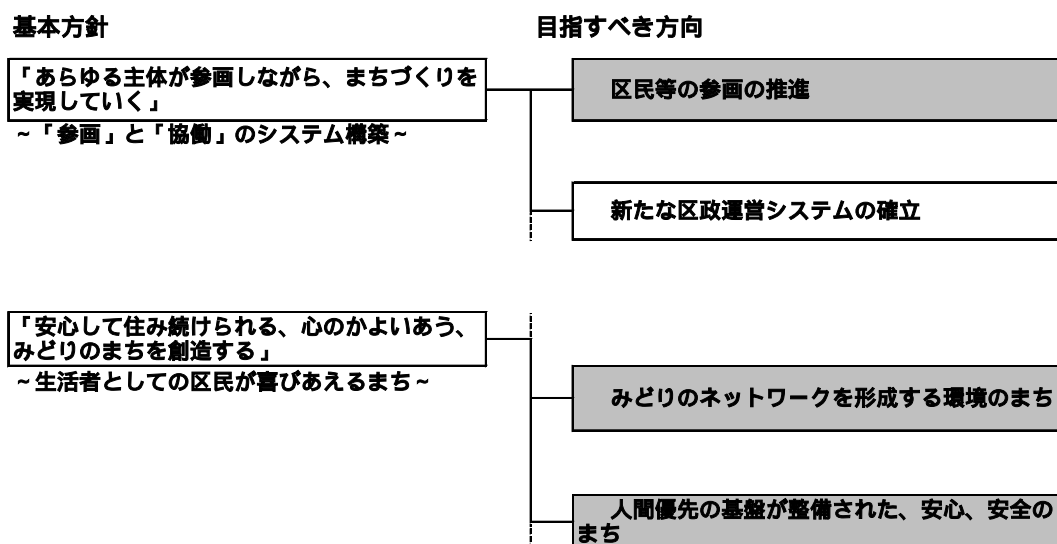 基本方針
目指すべき方向
「あらゆる主体が参画しながら、まちづくりを
実現していく」
~「参画」と「協働」のシステム構築~
区民等の参画の推進
新たな区政運営システムの確立
「安心して住み続けられる、心のかよいあう、
みどりのまちを創造する」
~生活者としての区民が喜びあえるまち~
みどりのネットワークを形成する環境のまち
人間優先の基盤が整備された、安心、安全の
まち